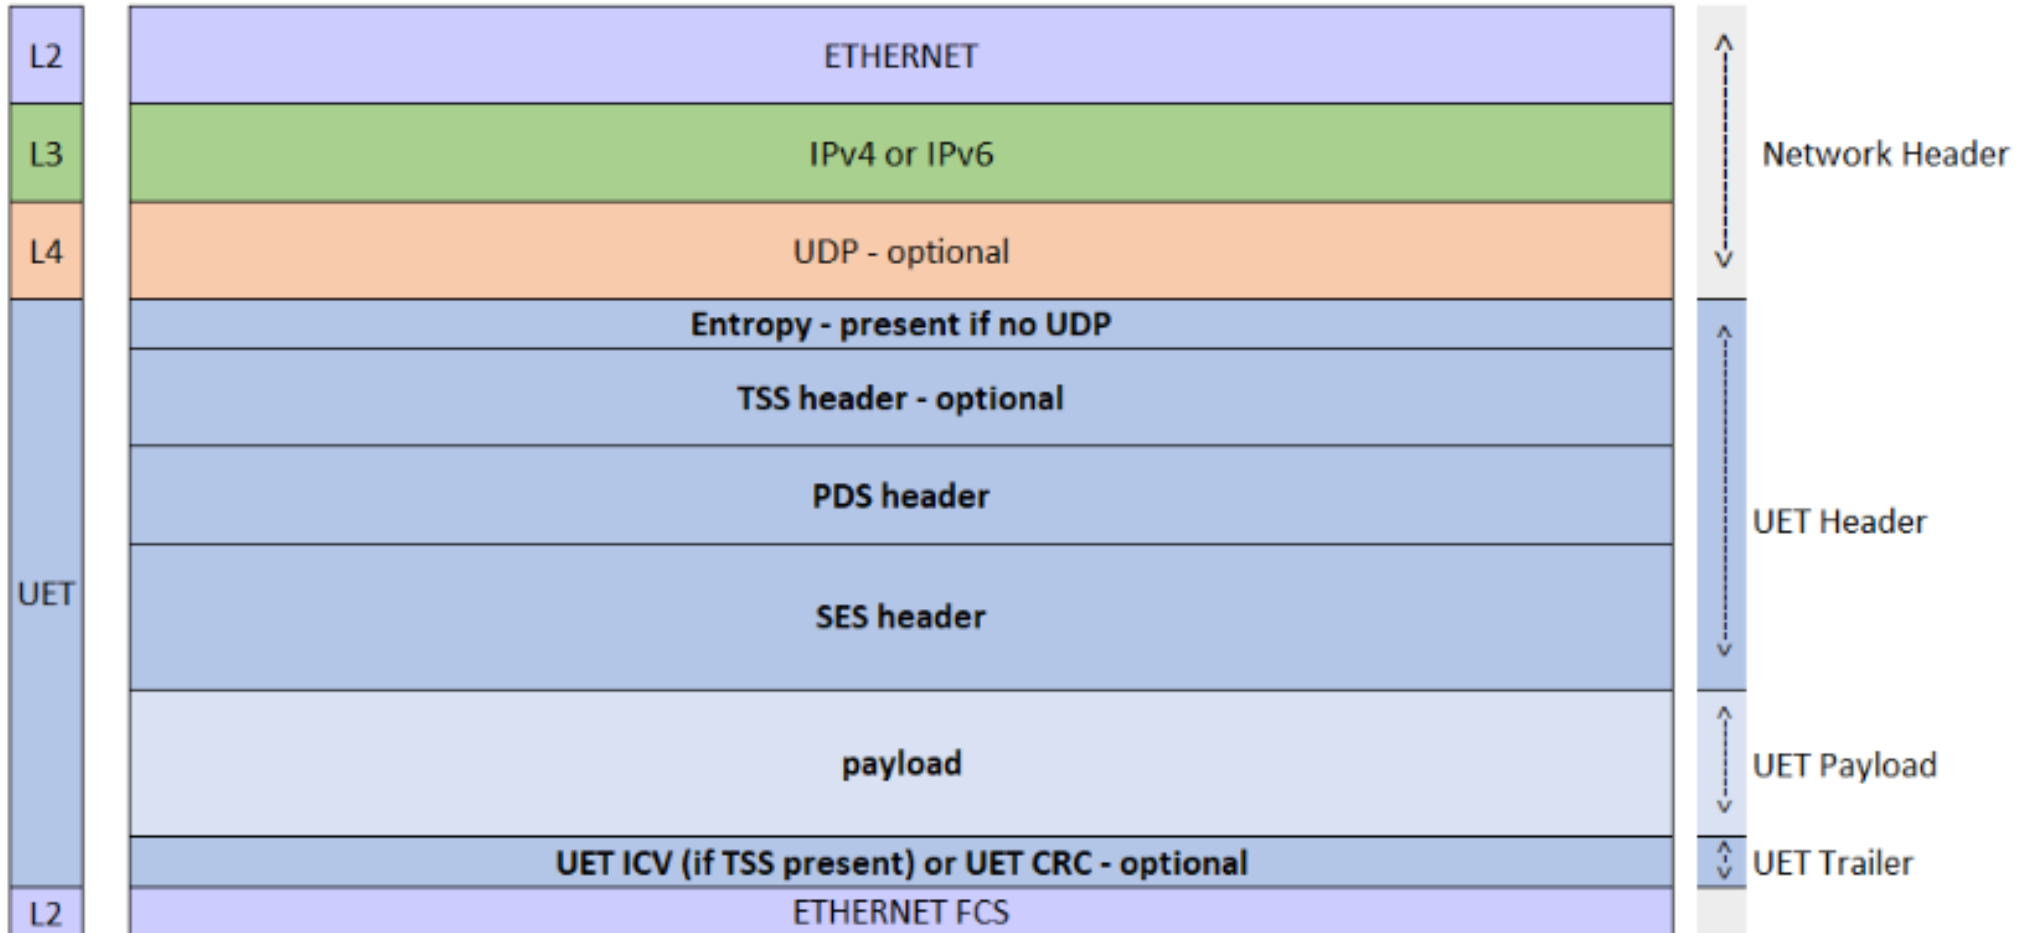 L2
ETHERNET
L3
IPv4 or IPv6
Network Header
L4
UDP - optional
Entropy - present if no UDP
TSS header - optional
PDS header
UET Header
UET
SES header
payload
UET Payload
UET ICV (if TSS present) or UET CRC - optional
UET Trailer
L2
ETHERNET FCS